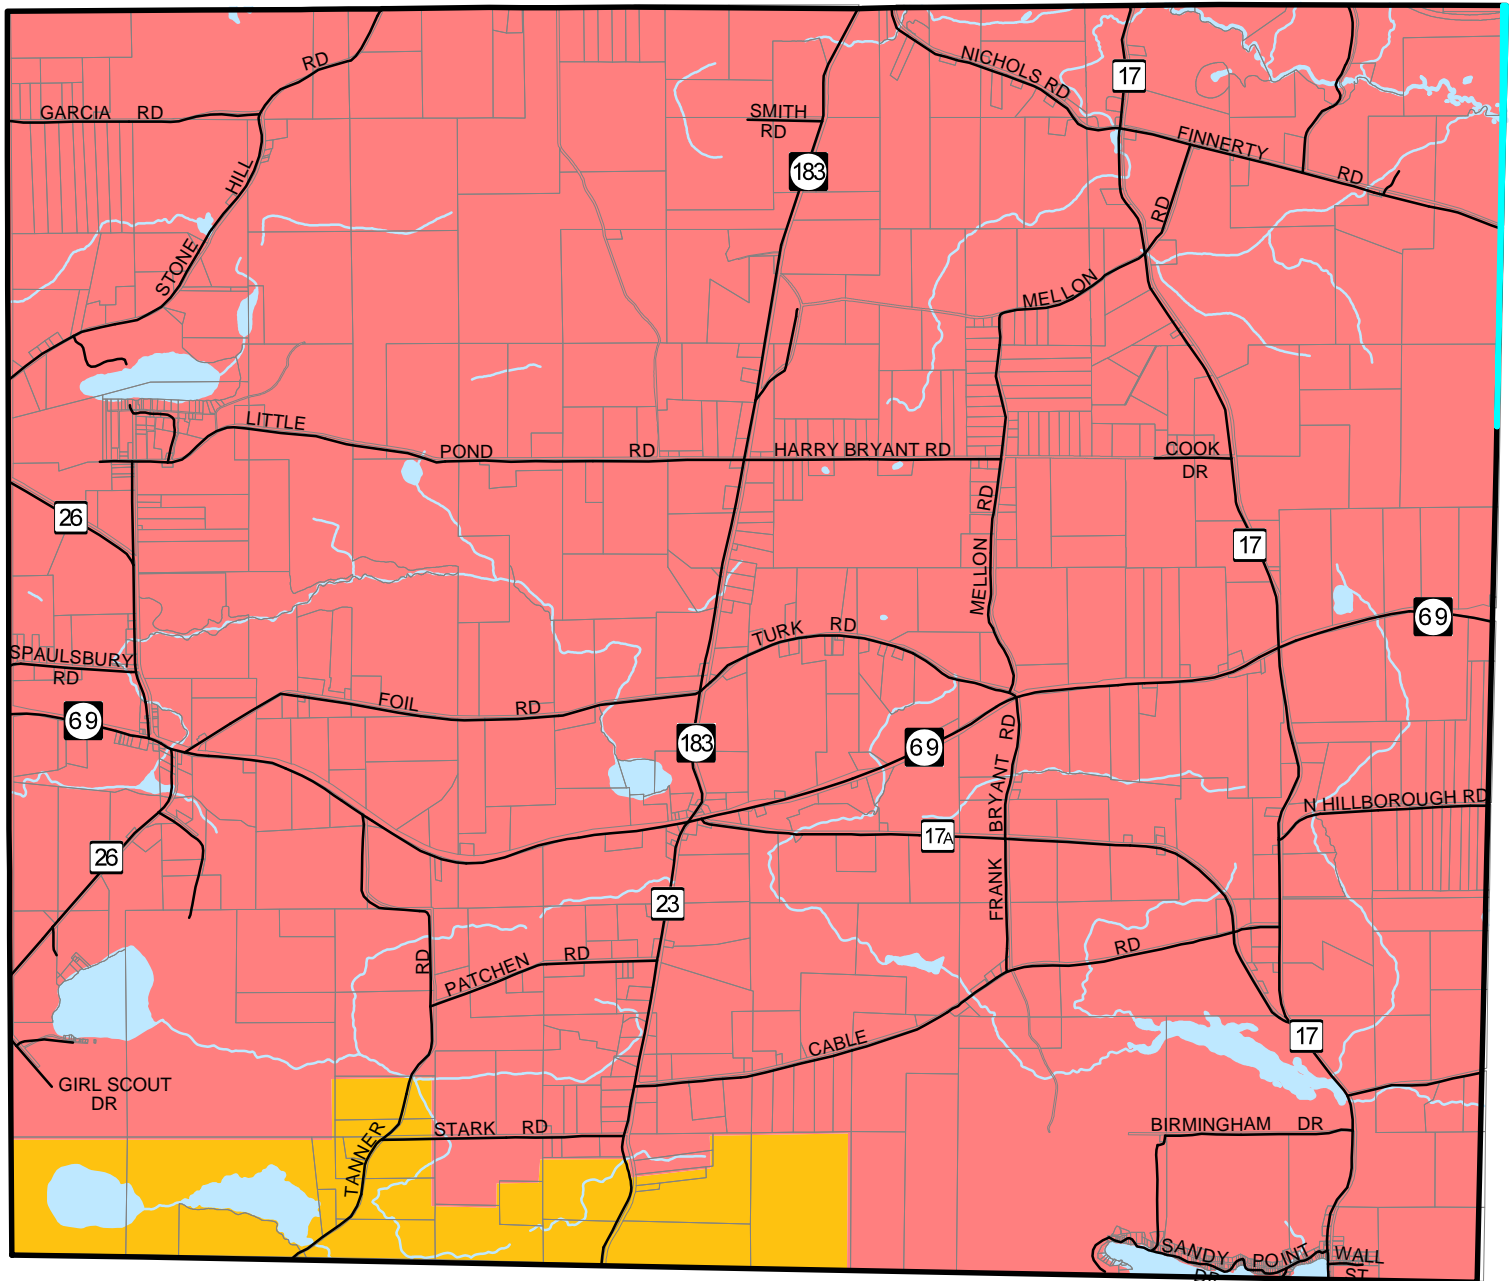 RD
NICHOLS RD
17
GARCIA RD
SMITH
RD
FINNERTY
RD
183
HILL
RD
STONE
MELLON
LITTLE
POND RD
HARRY BRYANT RD
COOK
DR
RD
26
17
MELLON
69
TURK RD
SPAULSBURY
RD
FOIL RD
69
183
69
RD
BRYANT
N HILLBOROUGH RD
17A
26
FRANK
23
RD
RD
PATCHEN RD
CABLE
17
GIRL SCOUT
DR
STARK RD
BIRMINGHAM DR
TANNER
SANDY POINT
DR
WALL
ST